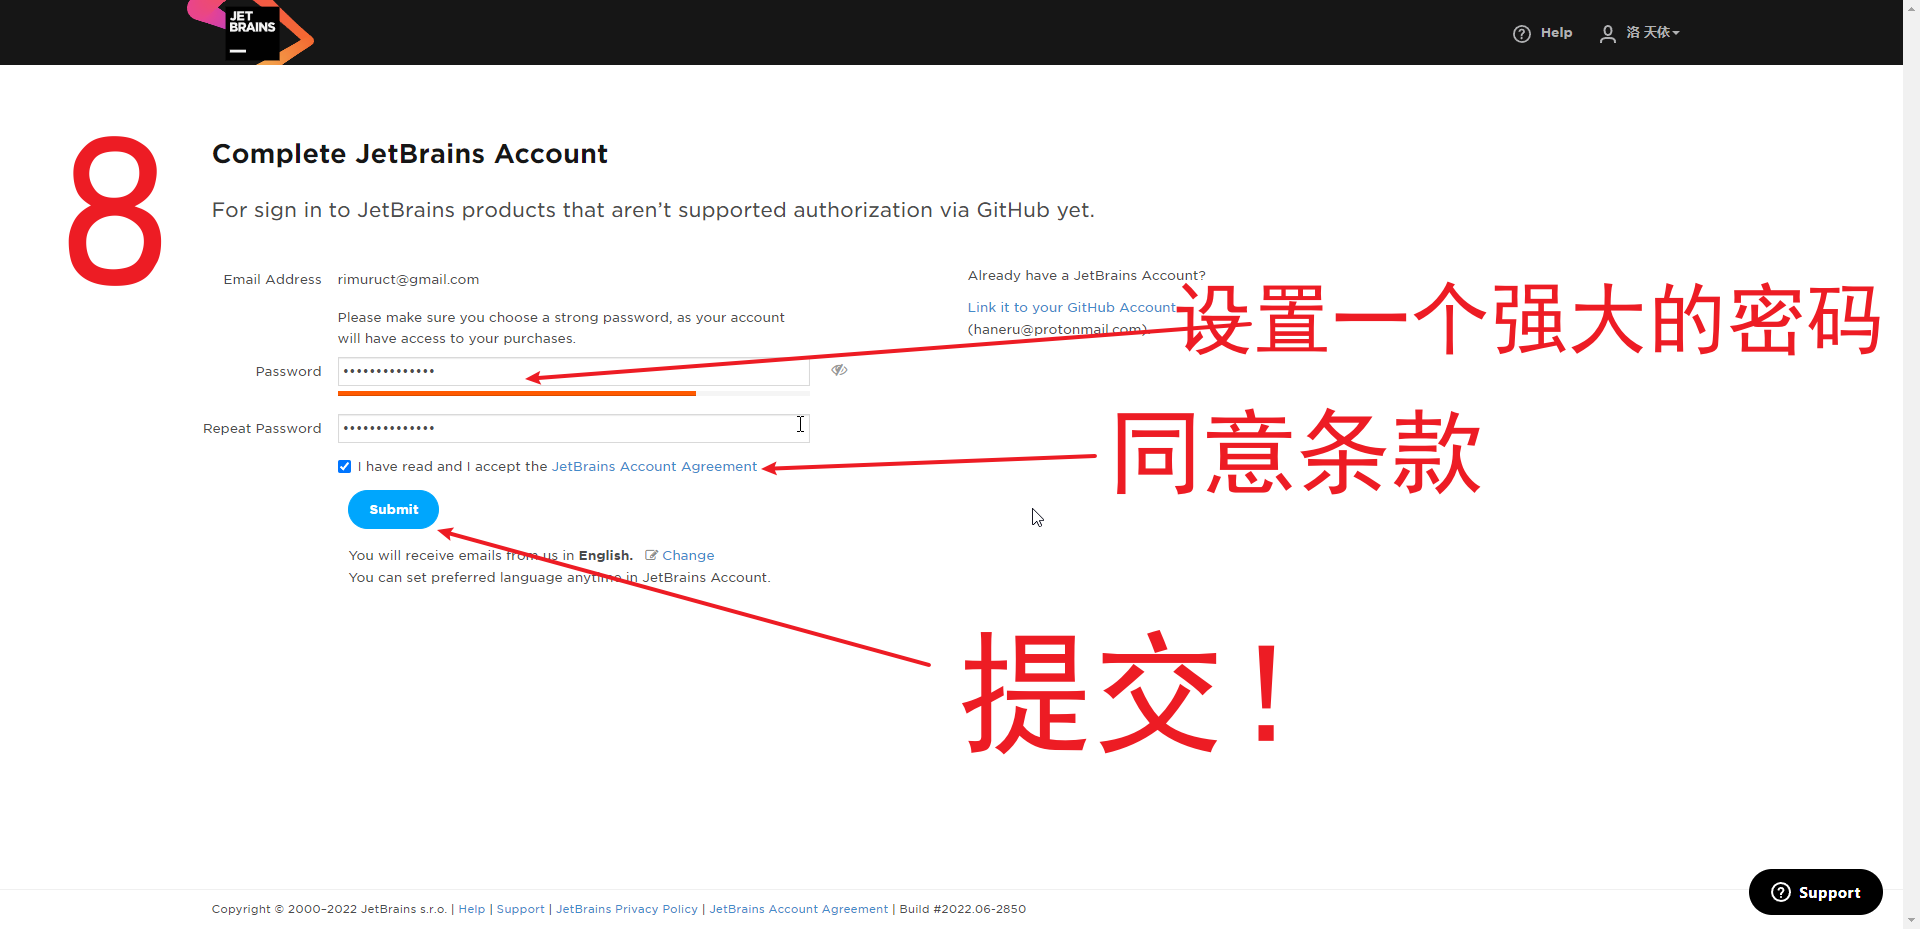 JET
BRAINS
Help
洛 天依
8
Complete JetBrains Account
For sign in to JetBrains products that aren’t supported authorization via GitHub yet.
Email Address rimuruct@gmail.com
Please make sure you choose a strong password, as your account
will have access to your purchases.
Password ••••••••••••••
Repeat Password ••••••••••••••
I have read and I accept the JetBrains Account Agreement
Submit
You will receive emails from us in English. Change
You can set preferred language anytime in JetBrains Account.
Already have a JetBrains Account?
Link it to your GitHub Account
(haneru@protonmail.com)
设置一个强大的密码
同意条款
提交！
Support
Copyright © 2000–2022 JetBrains s.r.o. | Help | Support | JetBrains Privacy Policy | JetBrains Account Agreement | Build #2022.06-2850